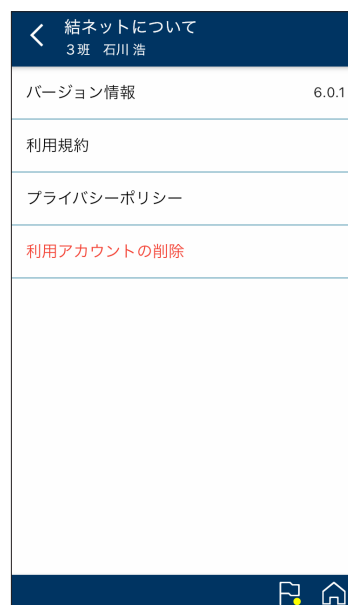 結ネットについて
３班　石川 浩
バージョン情報 6.0.1
利用規約
プライバシーポリシー
利用アカウントの削除